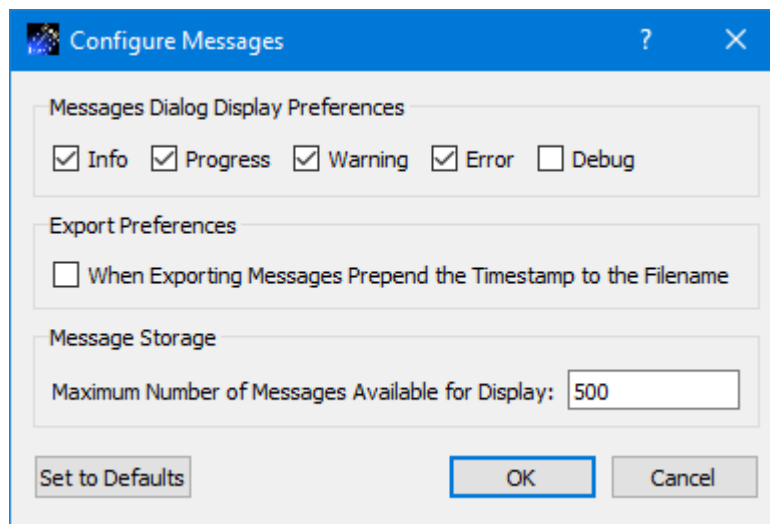 Configure Messages
Messages Dialog Display Preferences
Info Progress Warning Error Debug
Export Preferences
When Exporting Messages Prepend the Timestamp to the Filename
Message Storage
Maximum Number of Messages Available for Display: 500
Set to Defaults OK Cancel